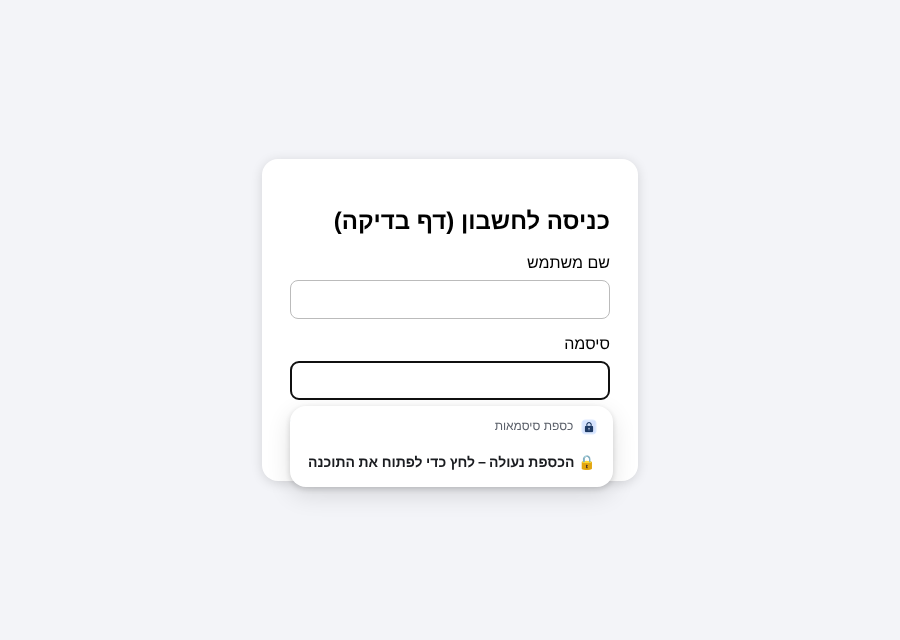 כניסה לחשבון (דף בדיקה)
שם משתמש
סיסמה
כספת סיסמאות
🔒 הכספת נעולה – לחץ כדי לפתוח את התוכנה